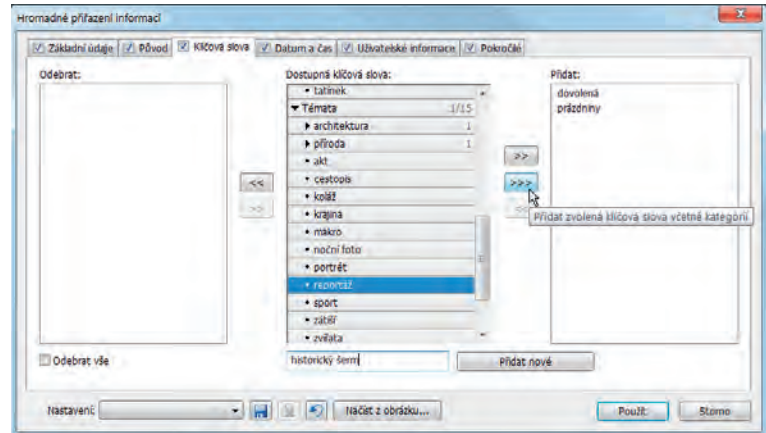 Hromadné přiřazení informací
Základní údaje Původ Klíčová slova Datum a čas Uživatelské informace Pokročilé
Odebrat: Dostupná klíčová slova: Přidat:
tatínek dovolená
Témata 1/15 prázdniny
architektura 1
příroda 1
akt >>
<< cestopis >>>
>> koláž <<
krajina Přidat zvolená klíčová slova včetně kategorií
makro
noční foto
portrét
reportáž
sport
zátiší
zvířata
Odebrat vše historický šerm Přidat nové
Nastavení: Načíst z obrázku... Použít Storno